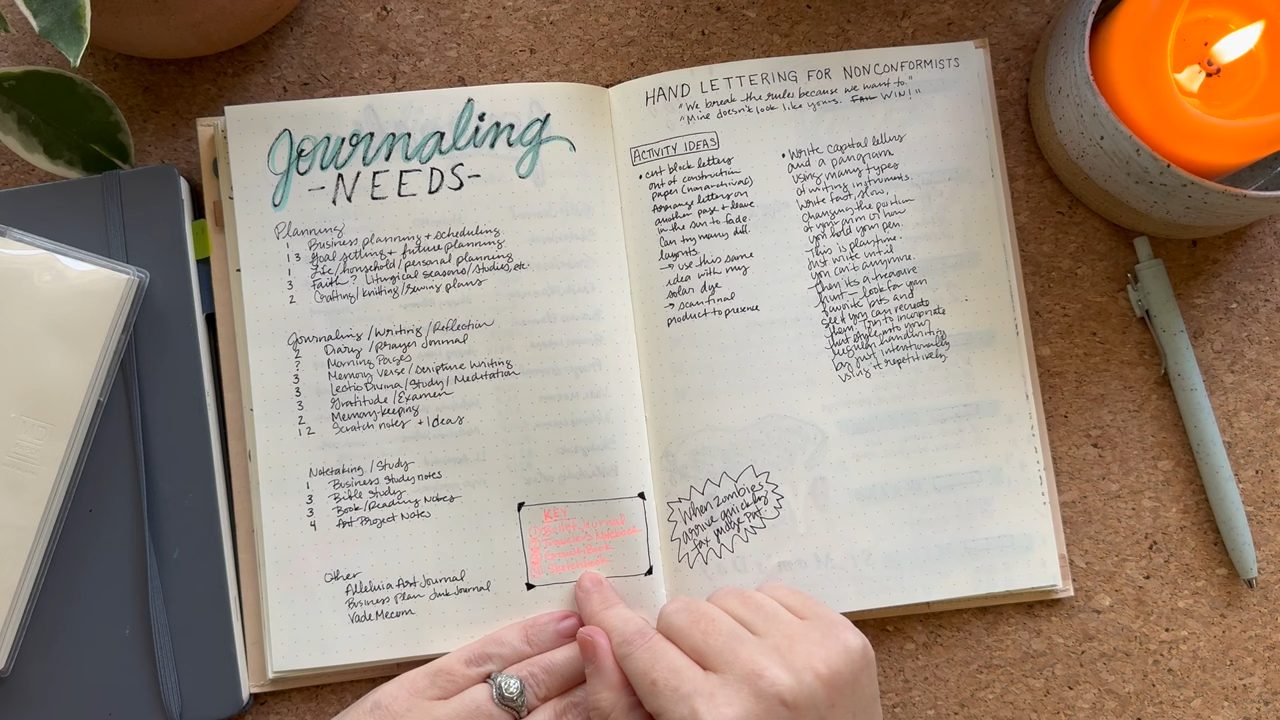 Journaling
-NEEDS-
Planning
1 Business planning + scheduling
1 3 Goal setting + future planning
1 Life/household/personal planning
3 Faith? Liturgical seasons/studies, etc.
2 Crafting/knitting/sewing plans
Journaling/Writing/Reflection
2 Diary/Prayer Journal
? Morning Pages
3 Memory Verse/Scripture Writing
3 Lectio Divina/Study/Meditation
3 Gratitude/Examen
2 Memory-keeping
1 2 Scratch notes + Ideas
Notetaking/Study
1 Business Study notes
3 Bible Study
3 Book/Reading Notes
4 Art Project Notes
Other
Alleluia Art Journal
Business Plan Junk Journal
Vade Mecom
KEY
Bullet Journal
Traveler's Notebook
HAND LETTERING FOR NONCONFORMISTS
"We break the rules because we want to."
"Mine doesn't look like yours. FAIL WIN!"
ACTIVITY IDEAS
• cut block letters
out of construction
paper (nonarchival)
Arrange letters on
another page + leave
in the sun to fade.
Can try many diff.
layouts.
→ use this same
idea with my
solar dye
→ scan final
product to preserve
• Write capital letters
and a panogram
using many types
of writing instruments.
Write fast, slow,
changing the position
of your arm or how
you hold your pen.
This is playtime.
Just write until
you can't anymore.
Then its a treasure
hunt — look for your
favorite bits and
see if you can recreate
them. Try to incorporate
that style into your
regular handwriting
by just intentionally
using it repetitively
When zombies
arrive quickly
fax Judge Pat.